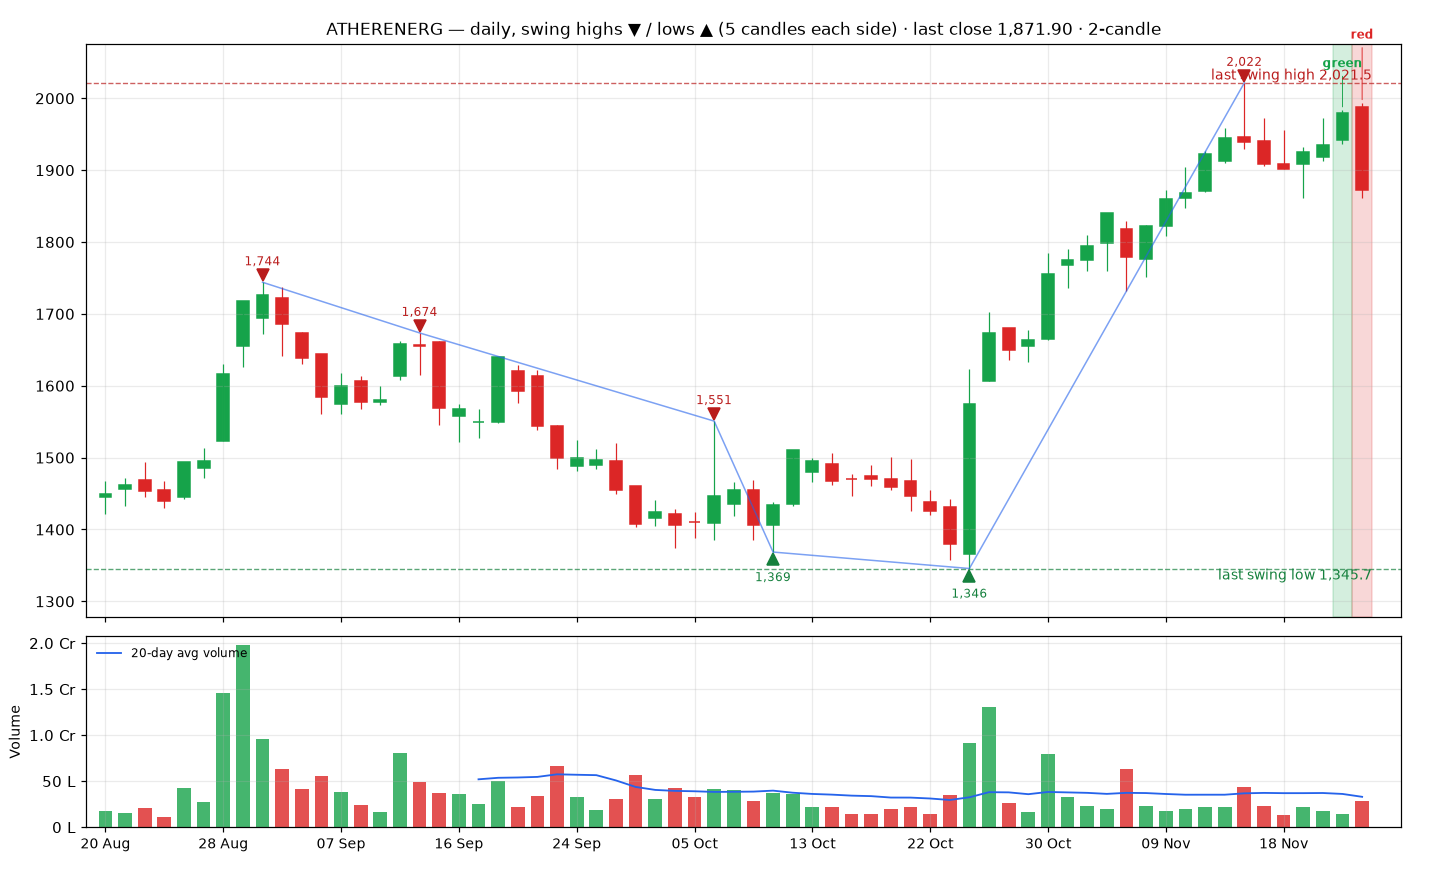 ATHERENERG — daily, swing highs ▼ / lows ▲ (5 candles each side) · last close 1,871.90 · 2-candle
red
green
2,022
last swing high 2,021.5
2000
1900
1800
1,744
1700
1,674
1600
1,551
1500
1400
1,369
last swing low 1,345.7
1,346
1300
2.0 Cr
20-day avg volume
1.5 Cr
1.0 Cr
50 L
0 L
Volume
20 Aug
28 Aug
07 Sep
16 Sep
24 Sep
05 Oct
13 Oct
22 Oct
30 Oct
09 Nov
18 Nov